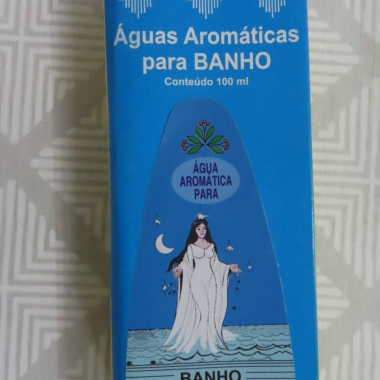 Águas Aromáticas
para BANHO
Conteúdo 100 ml
ÁGUA
AROMÁTICA
PARA
BANHO